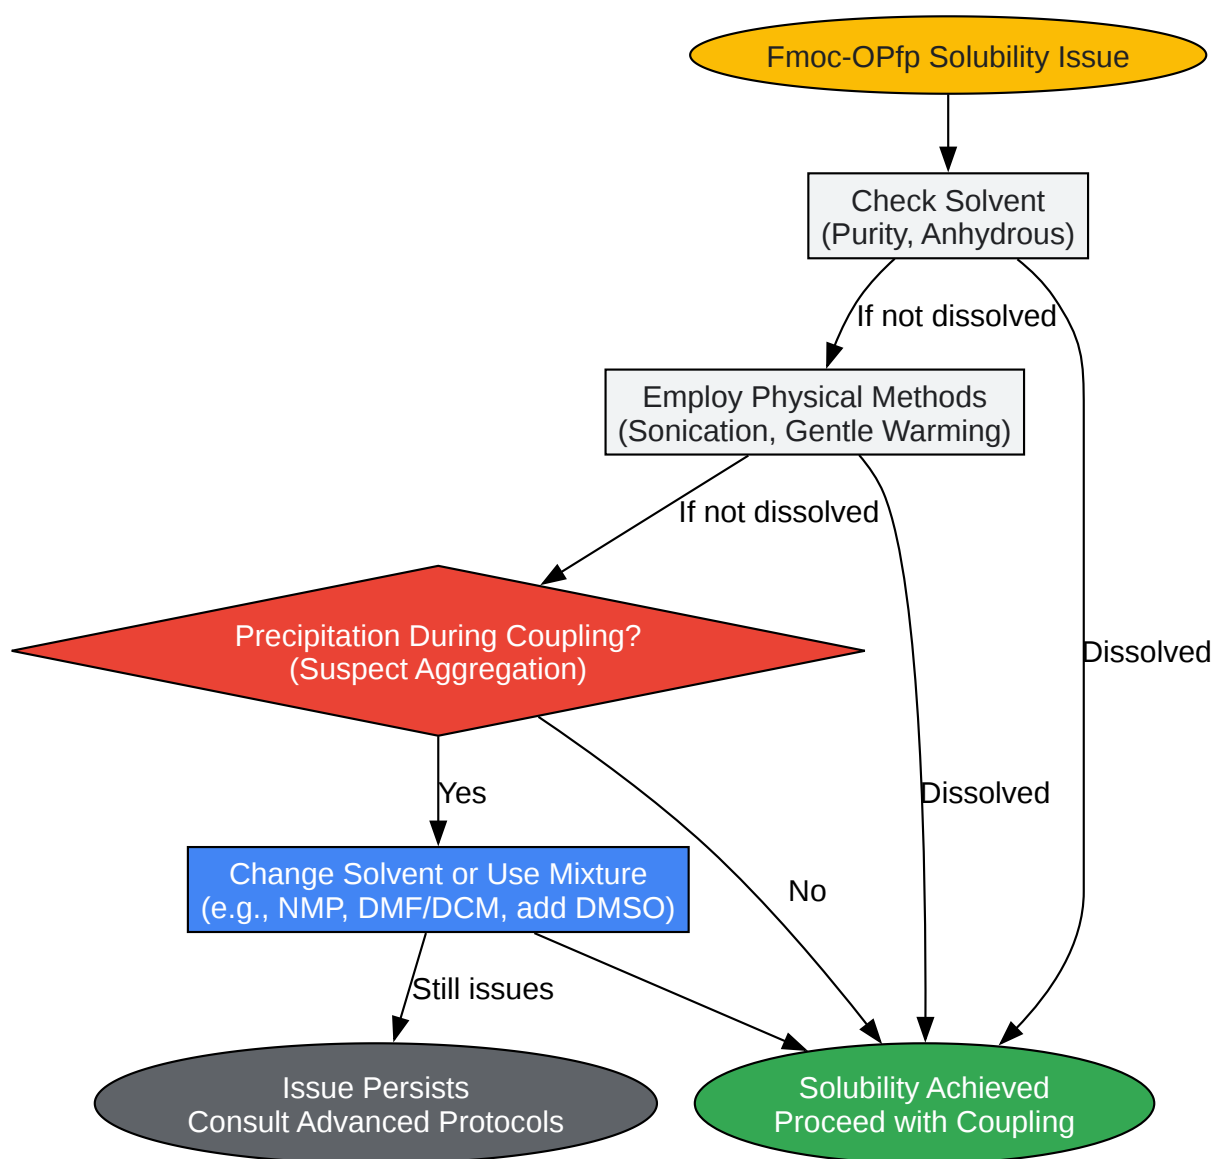 Fmoc-OPfp Solubility Issue
Check Solvent
(Purity, Anhydrous)
If not dissolved
Employ Physical Methods
(Sonication, Gentle Warming)
If not dissolved
Precipitation During Coupling?
(Suspect Aggregation)
Dissolved
Yes
Dissolved
Change Solvent or Use Mixture
(e.g., NMP, DMF/DCM, add DMSO)
No
Still issues
Issue Persists
Consult Advanced Protocols
Solubility Achieved
Proceed with Coupling